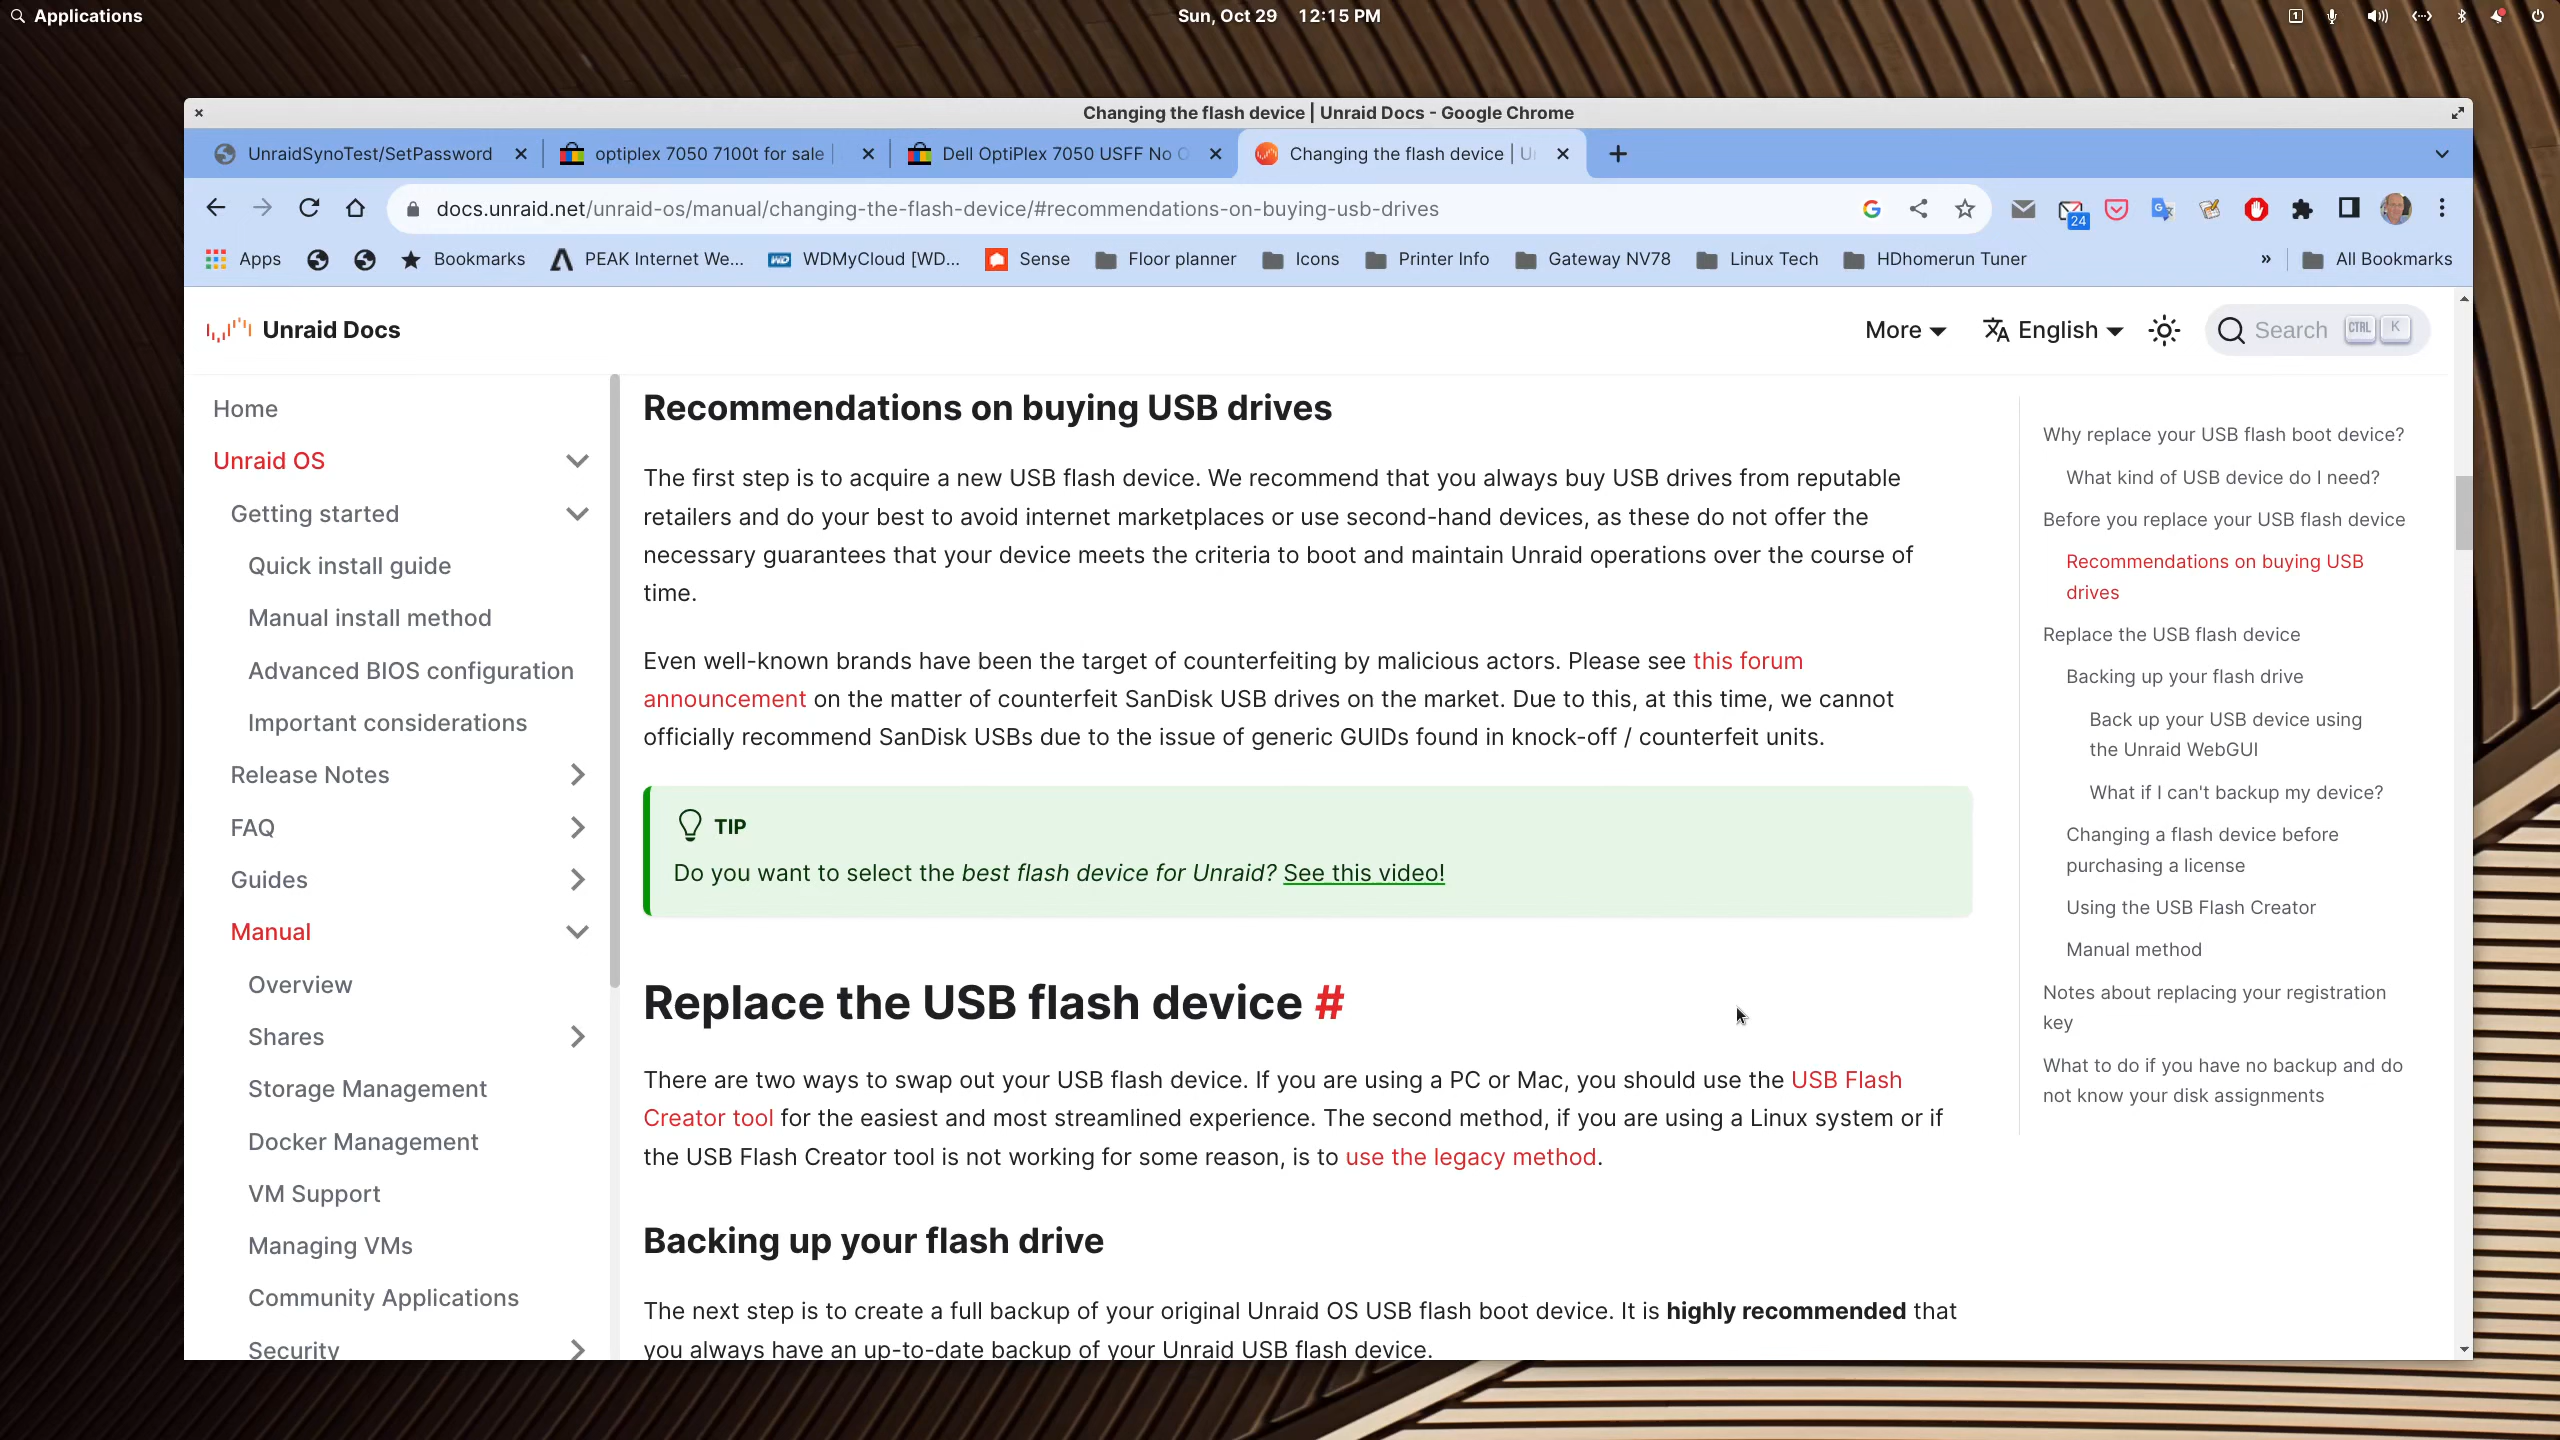 Applications
Sun, Oct 29 12:15 PM
1
Changing the flash device | Unraid Docs - Google Chrome
UnraidSynoTest/SetPassword
optiplex 7050 7100t for sale |
Dell OptiPlex 7050 USFF No
Changing the flash device |
docs.unraid.net/unraid-os/manual/changing-the-flash-device/#recommendations-on-buying-usb-drives
24
Apps
Bookmarks
PEAK Internet We...
WD
WDMyCloud [WD...
Sense
Floor planner
Icons
Printer Info
Gateway NV78
Linux Tech
HDhomerun Tuner
»
All Bookmarks
Unraid Docs
More
English
Search CTRL K
Home
Unraid OS
Getting started
Quick install guide
Manual install method
Advanced BIOS configuration
Important considerations
Release Notes
FAQ
Guides
Manual
Overview
Shares
Storage Management
Docker Management
VM Support
Managing VMs
Community Applications
Security
Recommendations on buying USB drives
The first step is to acquire a new USB flash device. We recommend that you always buy USB drives from reputable
retailers and do your best to avoid internet marketplaces or use second-hand devices, as these do not offer the
necessary guarantees that your device meets the criteria to boot and maintain Unraid operations over the course of
time.
Even well-known brands have been the target of counterfeiting by malicious actors. Please see this forum
announcement on the matter of counterfeit SanDisk USB drives on the market. Due to this, at this time, we cannot
officially recommend SanDisk USBs due to the issue of generic GUIDs found in knock-off / counterfeit units.
TIP
Do you want to select the best flash device for Unraid? See this video!
Replace the USB flash device #
There are two ways to swap out your USB flash device. If you are using a PC or Mac, you should use the USB Flash
Creator tool for the easiest and most streamlined experience. The second method, if you are using a Linux system or if
the USB Flash Creator tool is not working for some reason, is to use the legacy method.
Backing up your flash drive
The next step is to create a full backup of your original Unraid OS USB flash boot device. It is highly recommended that
you always have an up-to-date backup of your Unraid USB flash device.
Why replace your USB flash boot device?
What kind of USB device do I need?
Before you replace your USB flash device
Recommendations on buying USB
drives
Replace the USB flash device
Backing up your flash drive
Back up your USB device using
the Unraid WebGUI
What if I can't backup my device?
Changing a flash device before
purchasing a license
Using the USB Flash Creator
Manual method
Notes about replacing your registration
key
What to do if you have no backup and do
not know your disk assignments